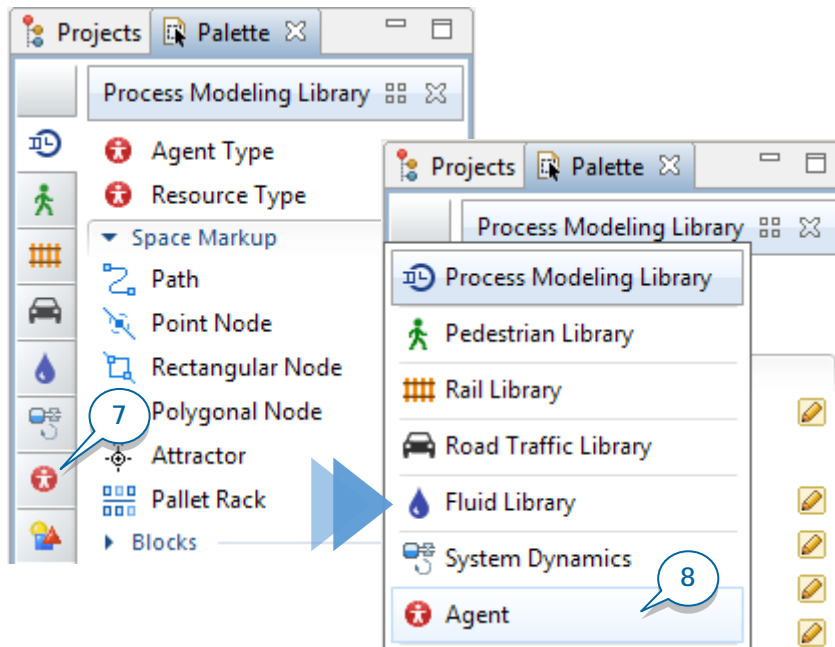 Projects Palette
Process Modeling Library
Agent Type
Resource Type
Space Markup
Path
Point Node
Rectangular Node
Polygonal Node
Attractor
Pallet Rack
Blocks
7
Projects Palette
Process Modeling Library
Process Modeling Library
Pedestrian Library
Rail Library
Road Traffic Library
Fluid Library
System Dynamics
Agent
8